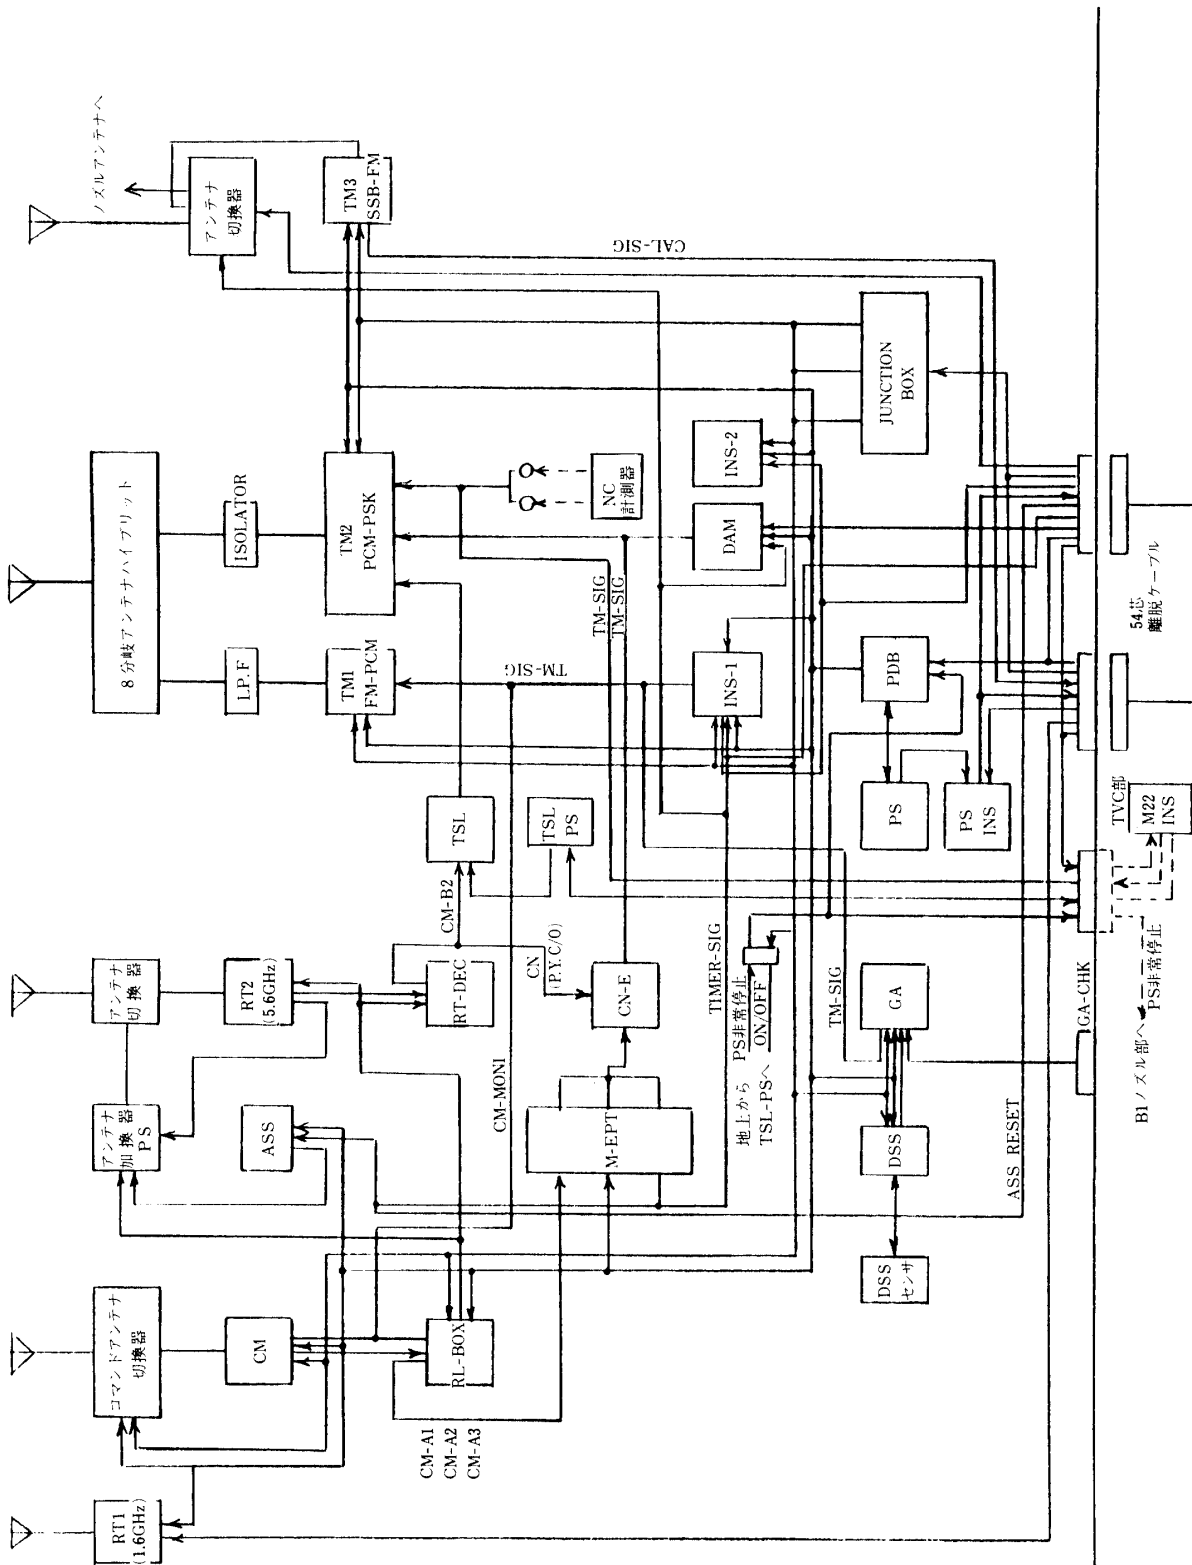 ノズルアンテナへ
アンテナ
切換器
TM3
SSB-FM
CAL-SIG
8分岐アンテナハイブリット
ISOLATOR
L.P.F
TM2
PCM-PSK
TM1
FM-PCM
NC
計測器
INS-2
DAM
INS-1
JUNCTION
BOX
TM-SIG
TM-SIG
TM-SIG
PDB
PS
PS
INS
54芯
離脱ケーブル
TVC部
M22
INS
TSL
TSL
PS
CM-B2
CN
(P.Y.C/O)
アンテナ
切換器
RT2
(5.6GHz)
RT-DEC
CN-E
TIMER-SIG
PS非常停止
ON/OFF
地上から
TSL-PSへ
TM-SIG
GA
GA-CHK
PS非常停止
B1ノズル部へ
アンテナ
加換器
PS
ASS
CM-MONI
M-EPT
DSS
DSS
センサ
ASS RESET
コマンドアンテナ
切換器
CM
RL-BOX
CM-A1
CM-A2
CM-A3
RT1
(1.6GHz)